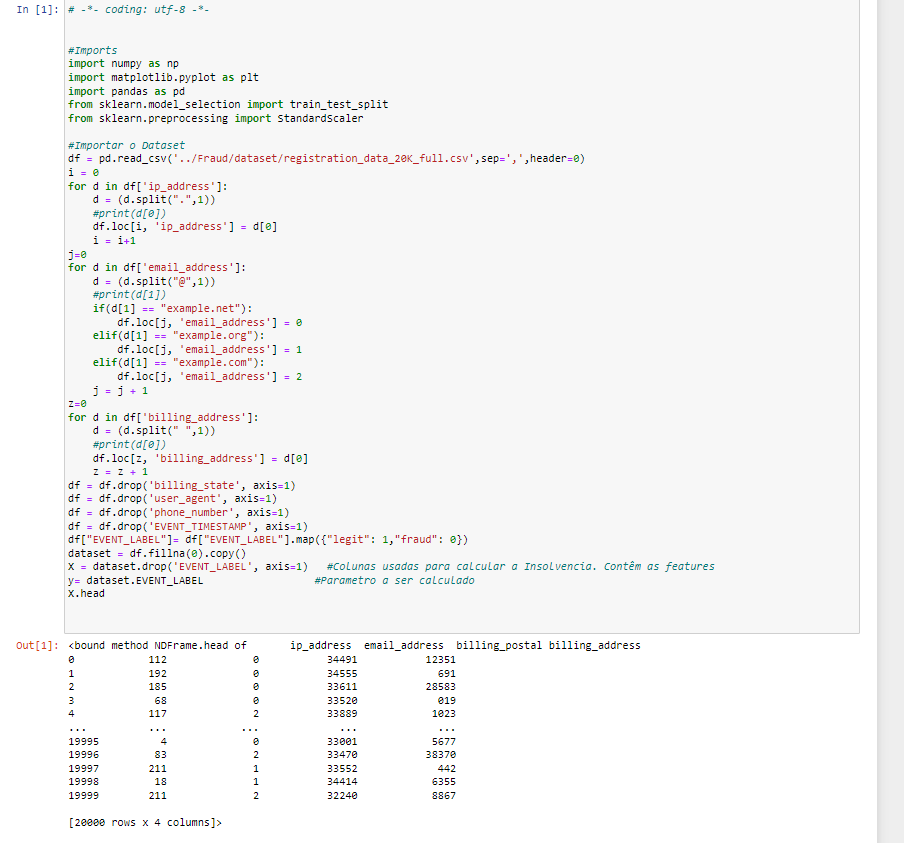 In [1]: # -*- coding: utf-8 -*-
#Imports
import numpy as np
import matplotlib.pyplot as plt
import pandas as pd
from sklearn.model_selection import train_test_split
from sklearn.preprocessing import StandardScaler
#Importar o Dataset
df = pd.read_csv('../Fraud/dataset/registration_data_20K_full.csv',sep=',',header=0)
i = 0
for d in df['ip_address']:
    d = (d.split(".",1))
    #print(d[0])
    df.loc[i, 'ip_address'] = d[0]
    i = i+1
j=0
for d in df['email_address']:
    d = (d.split("@",1))
    #print(d[1])
    if(d[1] == "example.net"):
        df.loc[j, 'email_address'] = 0
    elif(d[1] == "example.org"):
        df.loc[j, 'email_address'] = 1
    elif(d[1] == "example.com"):
        df.loc[j, 'email_address'] = 2
    j = j + 1
z=0
for d in df['billing_address']:
    d = (d.split(" ",1))
    #print(d[0])
    df.loc[z, 'billing_address'] = d[0]
    z = z + 1
df = df.drop('billing_state', axis=1)
df = df.drop('user_agent', axis=1)
df = df.drop('phone_number', axis=1)
df = df.drop('EVENT_TIMESTAMP', axis=1)
df["EVENT_LABEL"]= df["EVENT_LABEL"].map({"legit": 1,"fraud": 0})
dataset = df.fillna(0).copy()
X = dataset.drop('EVENT_LABEL', axis=1)   #Colunas usadas para calcular a Insolvencia. Contêm as features
y= dataset.EVENT_LABEL                  #Parametro a ser calculado
X.head
Out[1]: <bound method NDFrame.head of       ip_address  email_address  billing_postal billing_address
0            112              0           34491           12351
1            192              0           34555             691
2            185              0           33611           28583
3             68              0           33520             019
4            117              2           33889            1023
...          ...            ...             ...             ...
19995          4              0           33001            5677
19996         83              2           33470           38370
19997        211              1           33552             442
19998         18              1           34414            6355
19999        211              2           32240            8867
[20000 rows x 4 columns]>